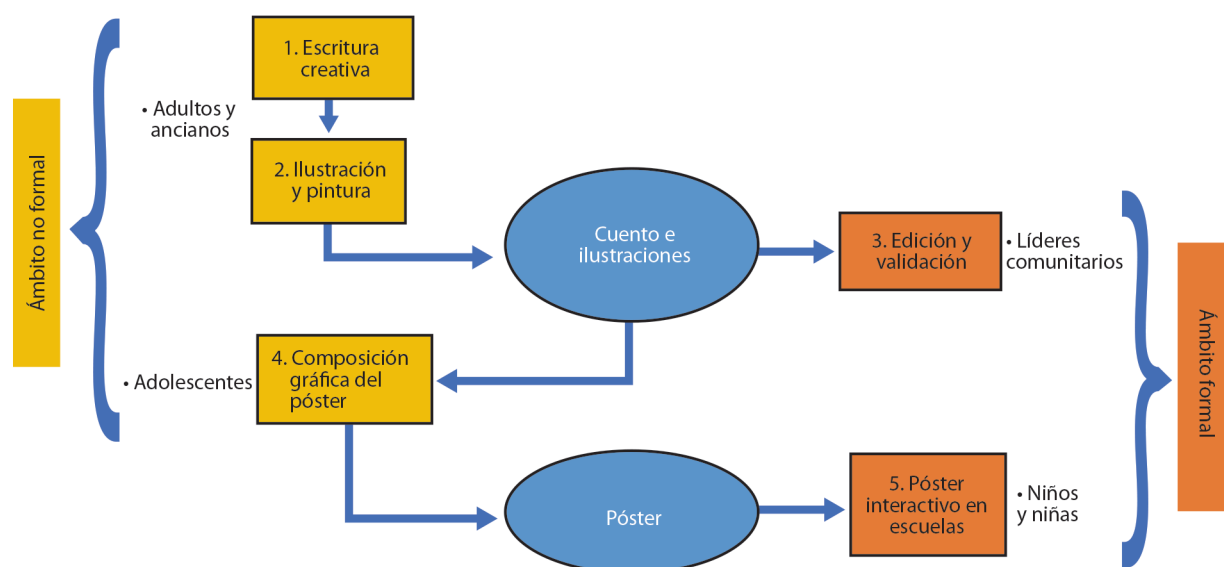 Ámbito no formal
• Adultos y
ancianos
1. Escritura
creativa
2. Ilustración
y pintura
Cuento e
ilustraciones
3. Edición y
validación
• Líderes
comunitarios
• Adolescentes
4. Composición
gráfica del
póster
Póster
5. Póster
interactivo en
escuelas
• Niños
y niñas
Ámbito formal